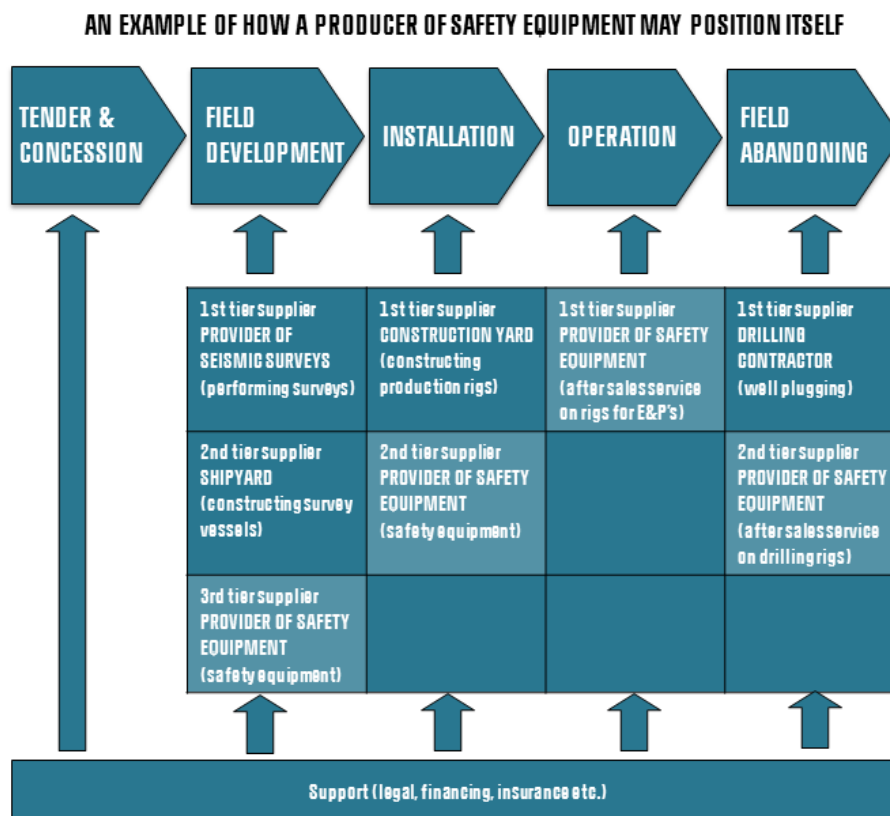 AN EXAMPLE OF HOW A PRODUCER OF SAFETY EQUIPMENT MAY POSITION ITSELF
TENDER &
CONCESSION
FIELD
DEVELOPMENT
INSTALLATION
OPERATION
FIELD
ABANDONING
1st tier supplier
PROVIDER OF
SEISMIC SURVEYS
(performing surveys)
1st tier supplier
CONSTRUCTION YARD
(constructing
production rigs)
1st tier supplier
PROVIDER OF SAFETY
EQUIPMENT
(after sales service
on rigs for E&P's)
1st tier supplier
DRILLING
CONTRACTOR
(well plugging)
2nd tier supplier
SHIPYARD
(constructing survey
vessels)
2nd tier supplier
PROVIDER OF SAFETY
EQUIPMENT
(safety equipment)
2nd tier supplier
PROVIDER OF SAFETY
EQUIPMENT
(after sales service
on drilling rigs)
3rd tier supplier
PROVIDER OF SAFETY
EQUIPMENT
(safety equipment)
Support (legal, financing, insurance etc.)